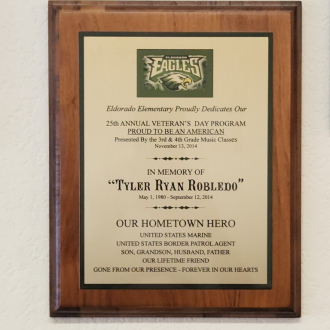 ELDORADO
EAGLES
Eldorado Elementary Proudly Dedicates Our
25th ANNUAL VETERAN'S DAY PROGRAM
PROUD TO BE AN AMERICAN
Presented By the 3rd & 4th Grade Music Classes
November 13, 2014
IN MEMORY OF
"TYLER RYAN ROBLEDO"
May 1, 1980 - September 12, 2014
OUR HOMETOWN HERO
UNITED STATES MARINE
UNITED STATES BORDER PATROL AGENT
SON, GRANDSON, HUSBAND, FATHER
OUR LIFETIME FRIEND
GONE FROM OUR PRESENCE - FOREVER IN OUR HEARTS